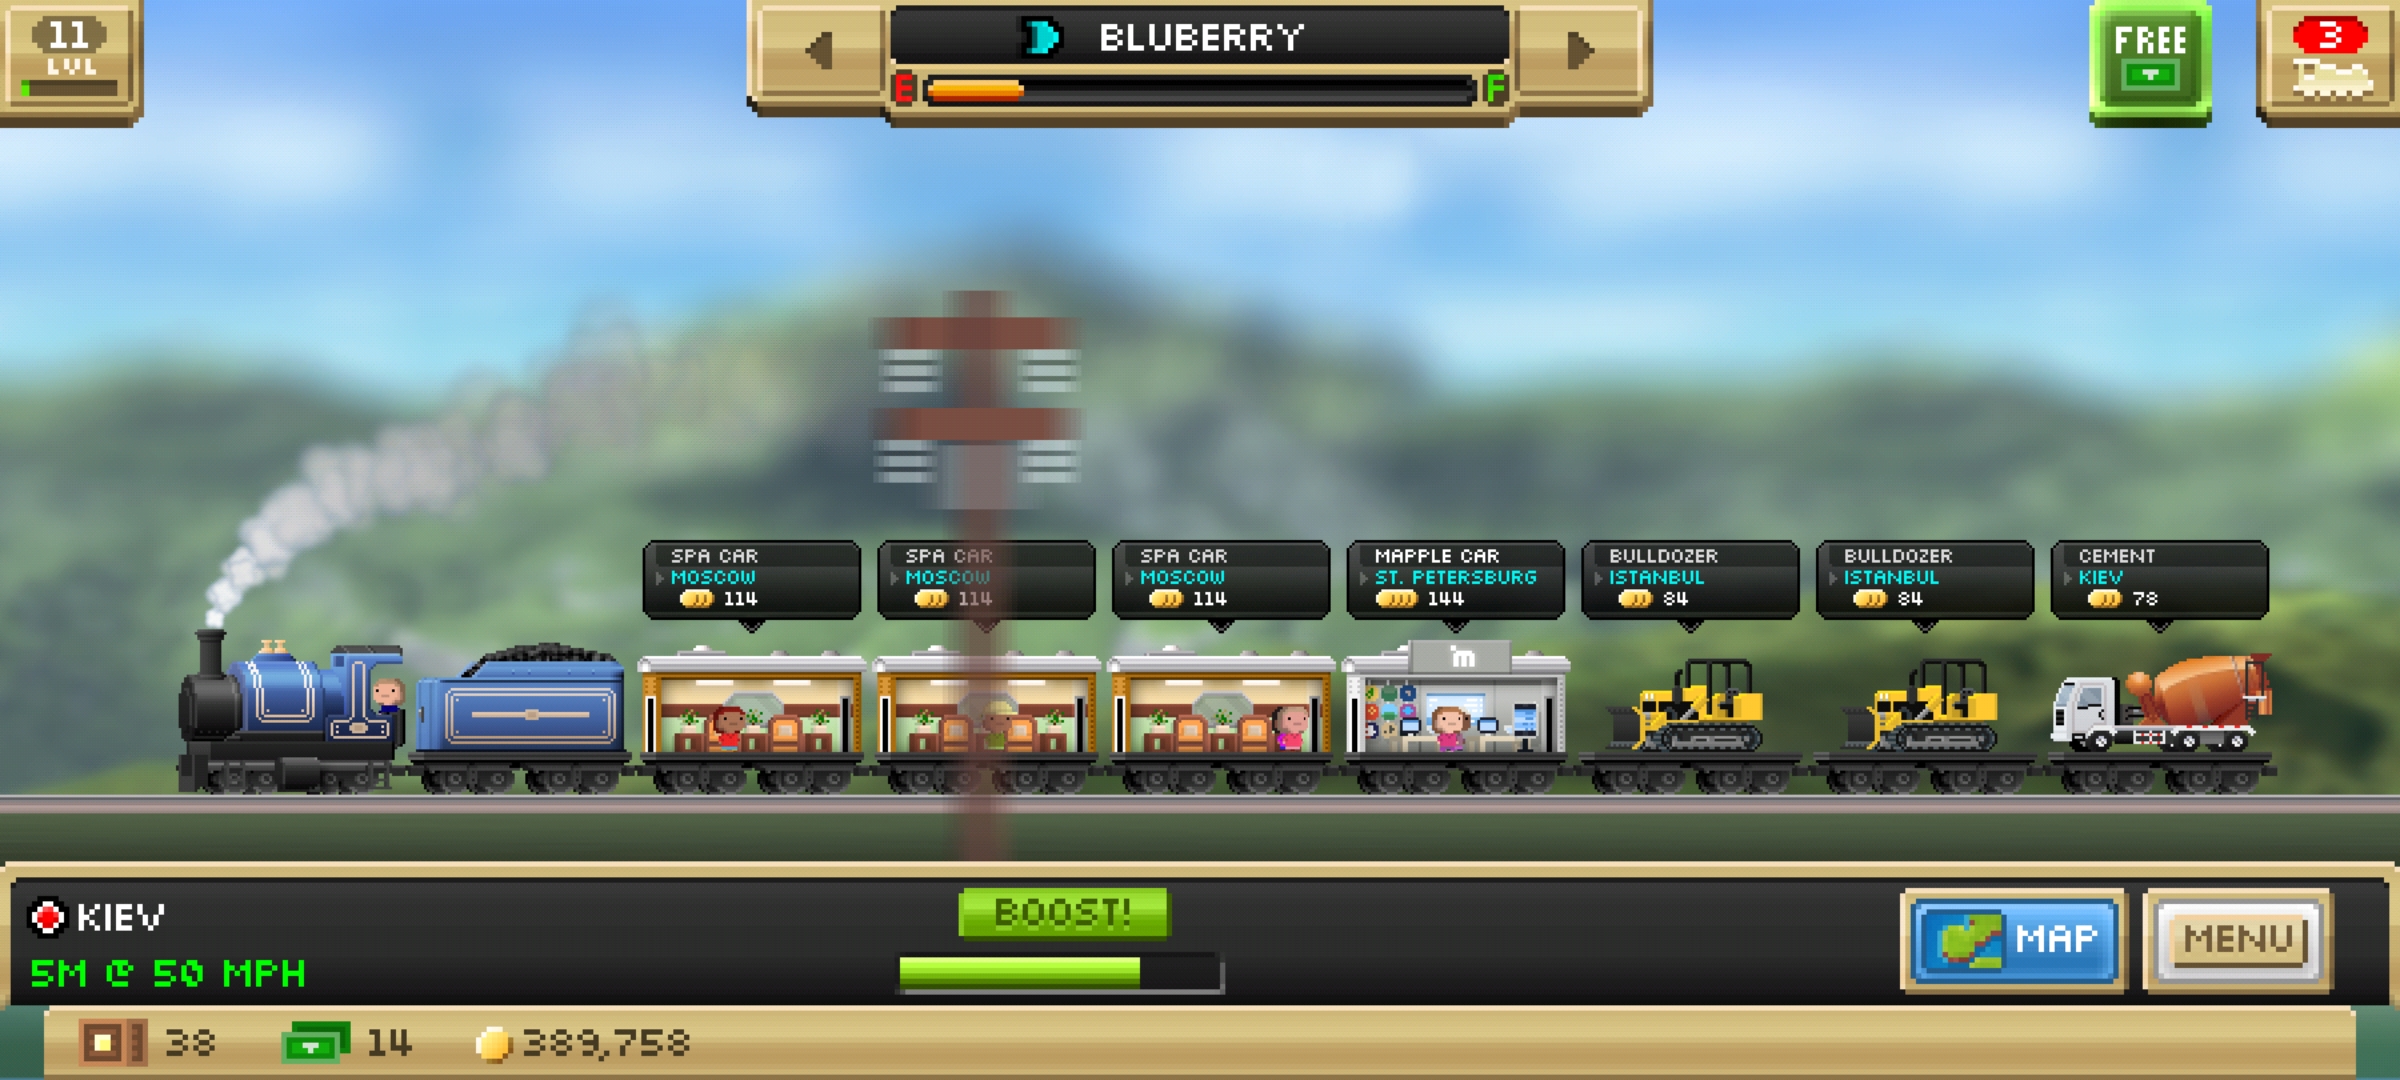 11
LVL
BLUBERRY
E
F
FREE
3
SPA CAR
MOSCOW
114
SPA CAR
MOSCOW
114
SPA CAR
MOSCOW
114
MAPPLE CAR
ST. PETERSBURG
144
BULLDOZER
ISTANBUL
84
BULLDOZER
ISTANBUL
84
CEMENT
KIEV
78
m
KIEV
5M @ 50 MPH
BOOST!
MAP
MENU
38
14
389,758